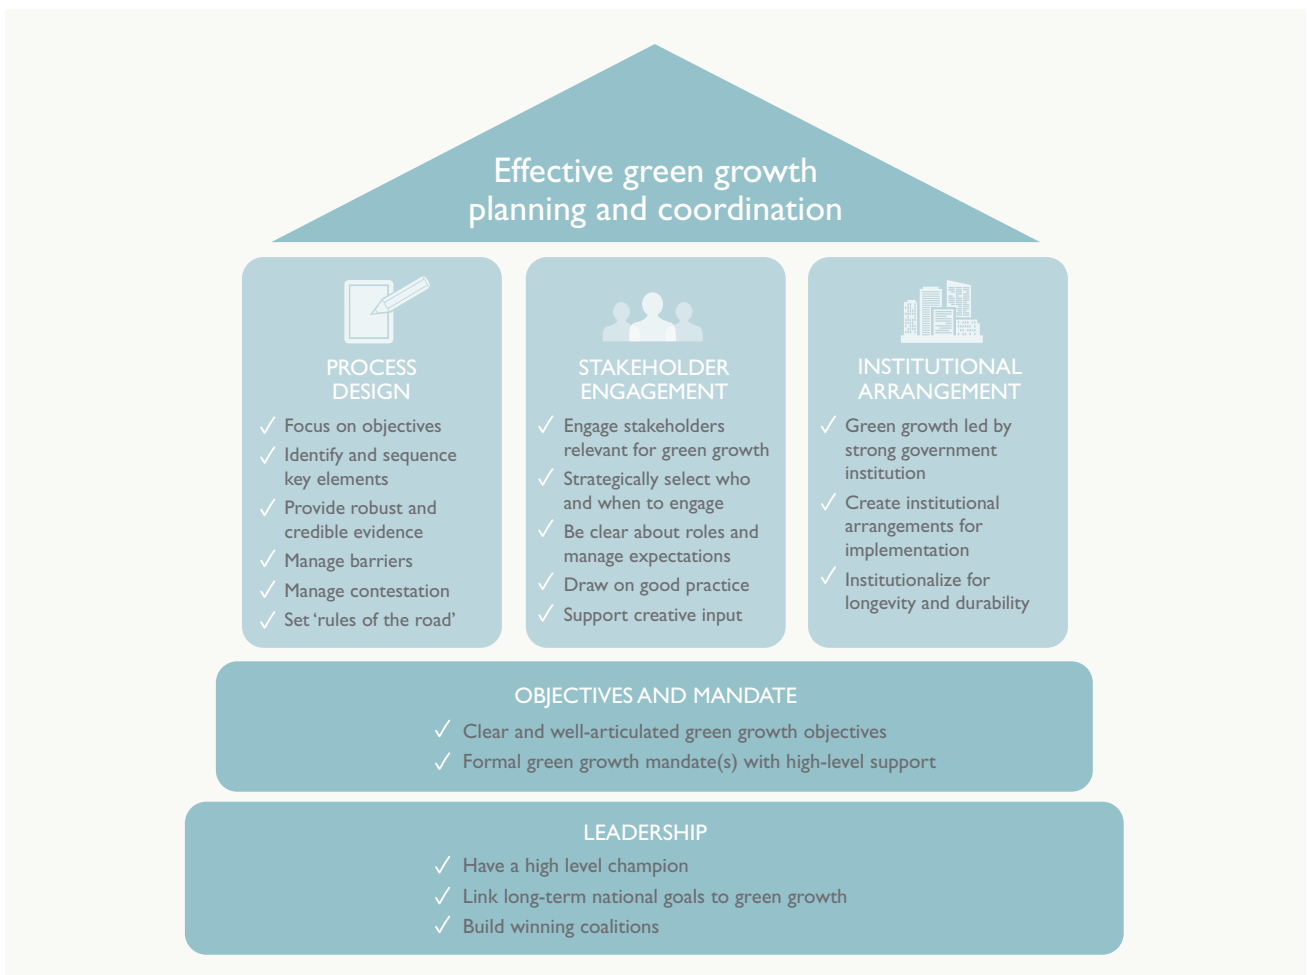 Effective green growth
planning and coordination
PROCESS
DESIGN
✓ Focus on objectives
✓ Identify and sequence
key elements
✓ Provide robust and
credible evidence
✓ Manage barriers
✓ Manage contestation
✓ Set ‘rules of the road’
STAKEHOLDER
ENGAGEMENT
✓ Engage stakeholders
relevant for green growth
✓ Strategically select who
and when to engage
✓ Be clear about roles and
manage expectations
✓ Draw on good practice
✓ Support creative input
INSTITUTIONAL
ARRANGEMENT
✓ Green growth led by
strong government
institution
✓ Create institutional
arrangements for
implementation
✓ Institutionalize for
longevity and durability
OBJECTIVES AND MANDATE
✓ Clear and well-articulated green growth objectives
✓ Formal green growth mandate(s) with high-level support
LEADERSHIP
✓ Have a high level champion
✓ Link long-term national goals to green growth
✓ Build winning coalitions